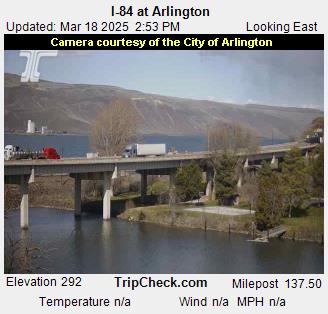 I-84 at Arlington
Updated: Mar 18 2025 2:53 PM Looking East
Camera courtesy of the City of Arlington
Elevation 292 TripCheck.com Milepost 137.50
Temperature n/a Wind n/a MPH n/a